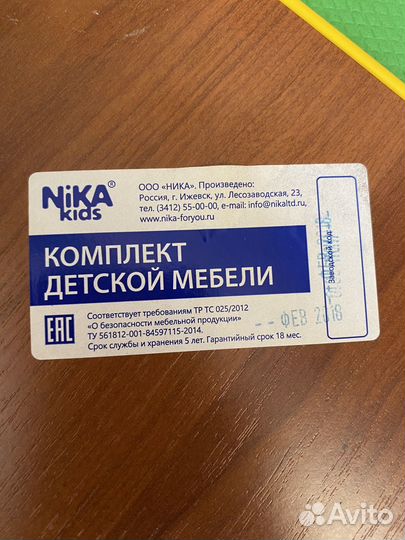 NiKA®
kids
ООО «НИКА». Произведено:
Россия, г. Ижевск, ул. Лесозаводская, 23,
тел. (3412) 55-00-00, e-mail: info@nikaltd.ru,
www.nika-foryou.ru
КОМПЛЕКТ
ДЕТСКОЙ МЕБЕЛИ
EAC
Соответствует требованиям ТР ТС 025/2012
«О безопасности мебельной продукции»
ТУ 561812-001-84597115-2014.
Срок службы и хранения 5 лет. Гарантийный срок 18 мес.
Заводской код
-- ФЕВ 2018
Avito